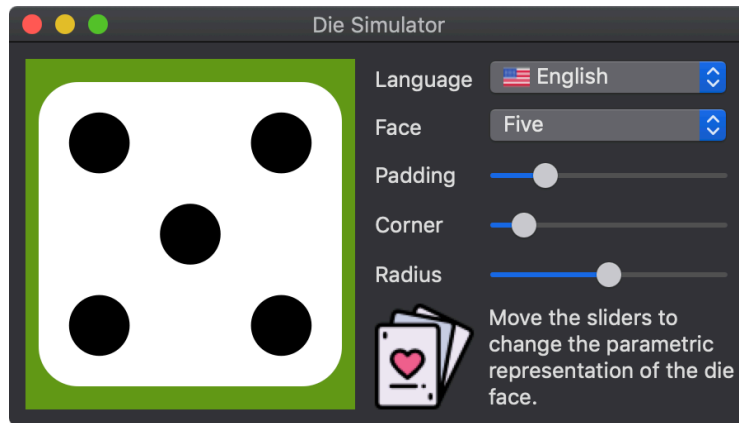 Die Simulator
Language
English
Face
Five
Padding
Corner
Radius
Move the sliders to
change the parametric
representation of the die
face.